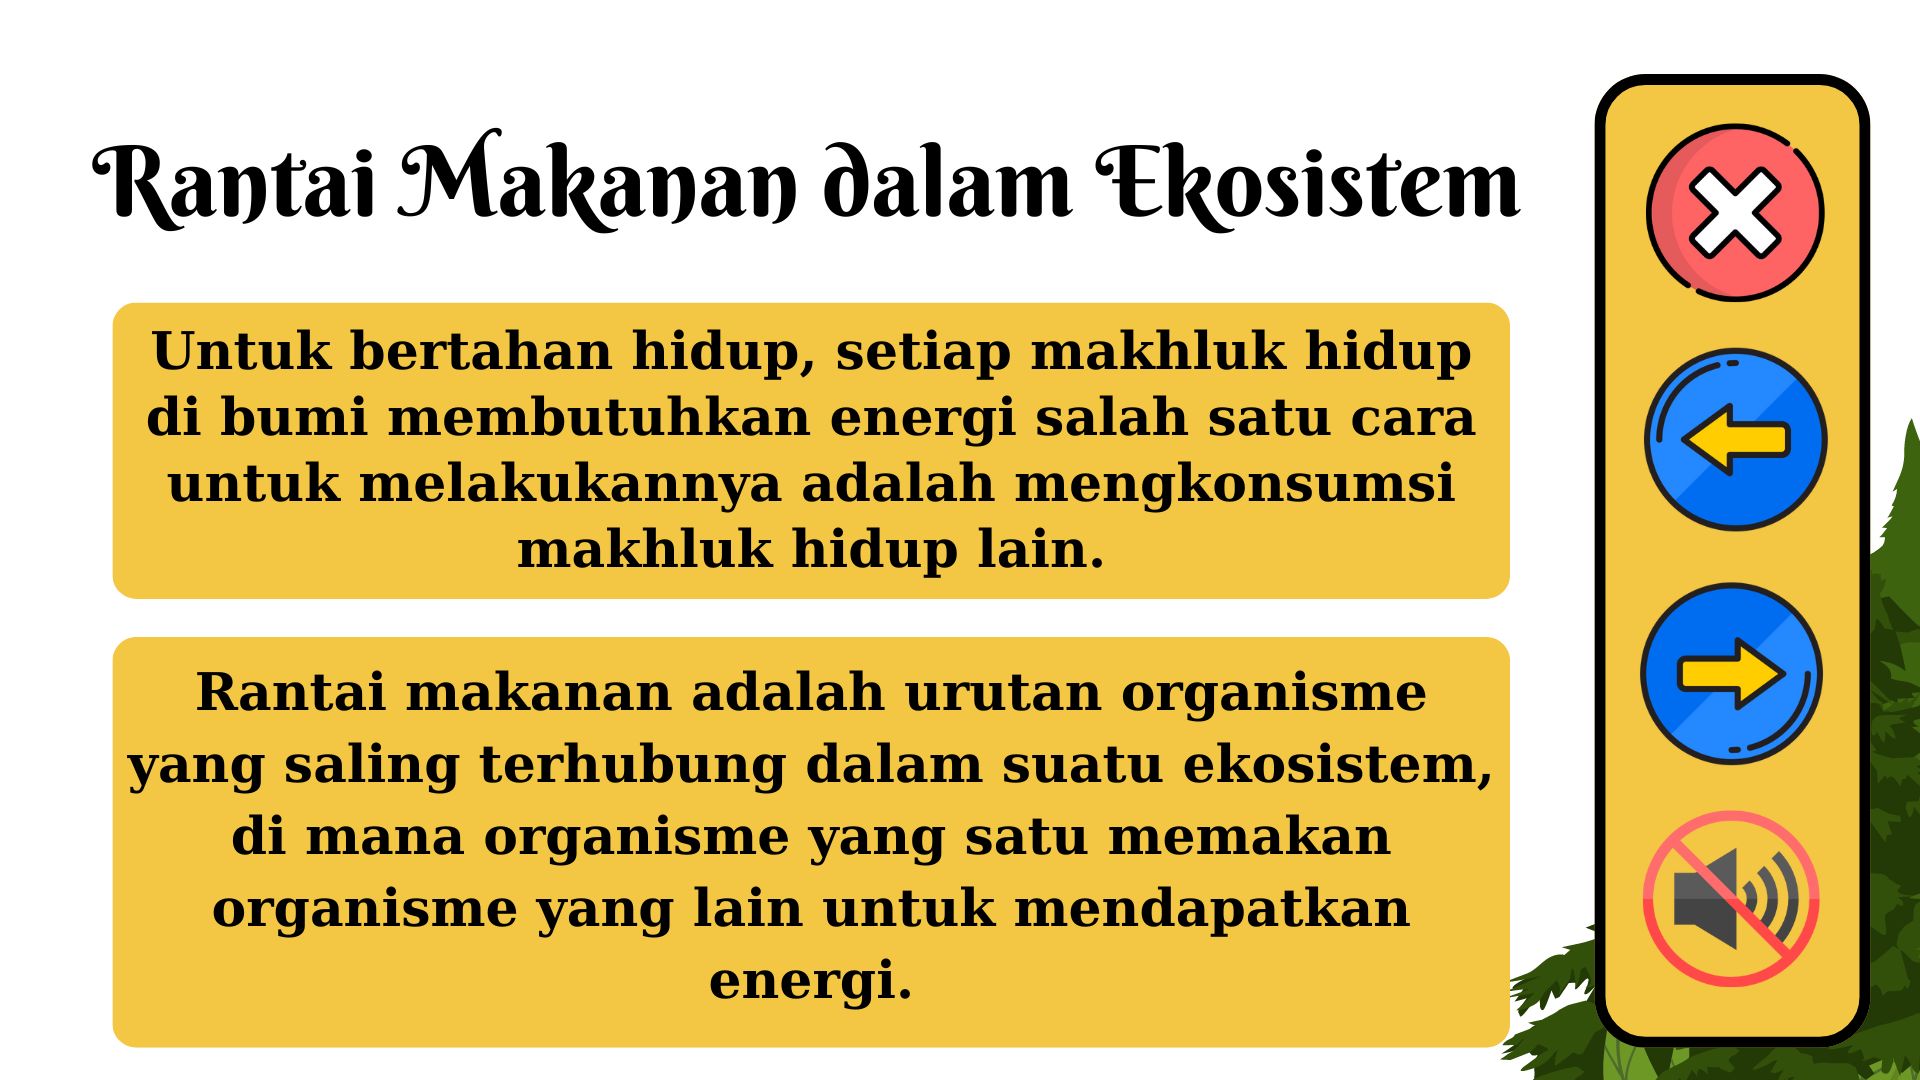 Rantai Makanan dalam Ekosistem
Untuk bertahan hidup, setiap makhluk hidup
di bumi membutuhkan energi salah satu cara
untuk melakukannya adalah mengkonsumsi
makhluk hidup lain.
Rantai makanan adalah urutan organisme
yang saling terhubung dalam suatu ekosistem,
di mana organisme yang satu memakan
organisme yang lain untuk mendapatkan
energi.